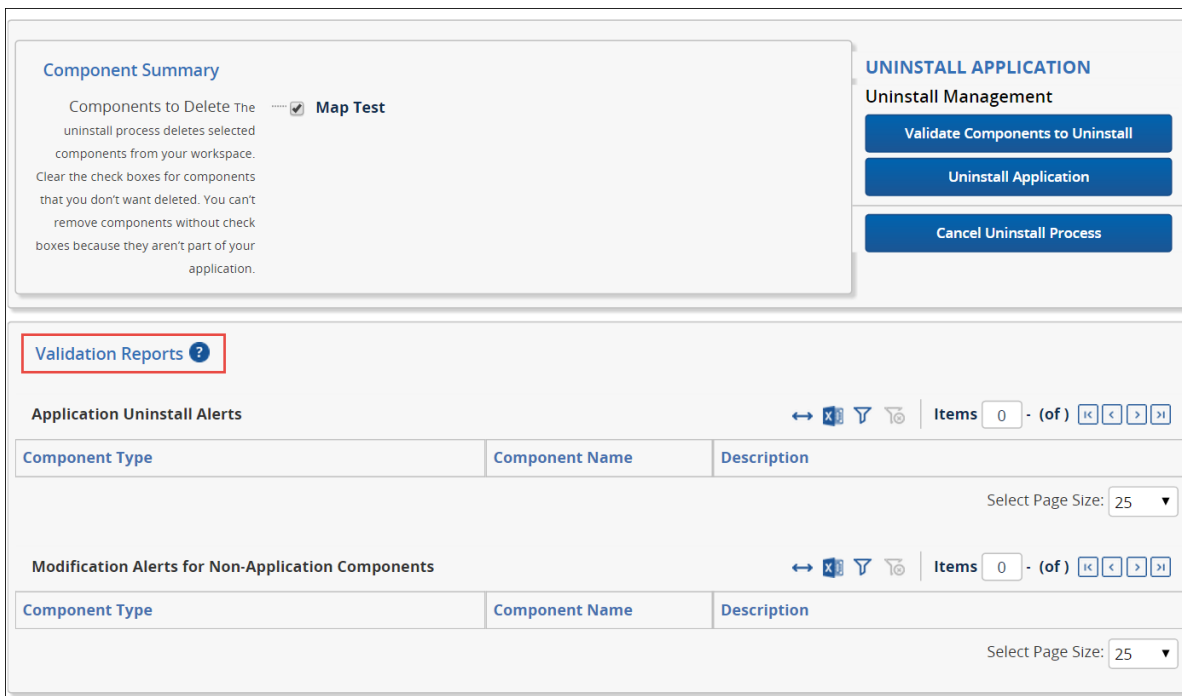 Component Summary
Components to Delete The
uninstall process deletes selected
components from your workspace.
Clear the check boxes for components
that you don't want deleted. You can't
remove components without check
boxes because they aren't part of your
application.
Map Test
UNINSTALL APPLICATION
Uninstall Management
Validate Components to Uninstall
Uninstall Application
Cancel Uninstall Process
Validation Reports ?
Application Uninstall Alerts
Items 0 - (of )
Component Type Component Name Description
Select Page Size: 25
Modification Alerts for Non-Application Components
Items 0 - (of )
Component Type Component Name Description
Select Page Size: 25